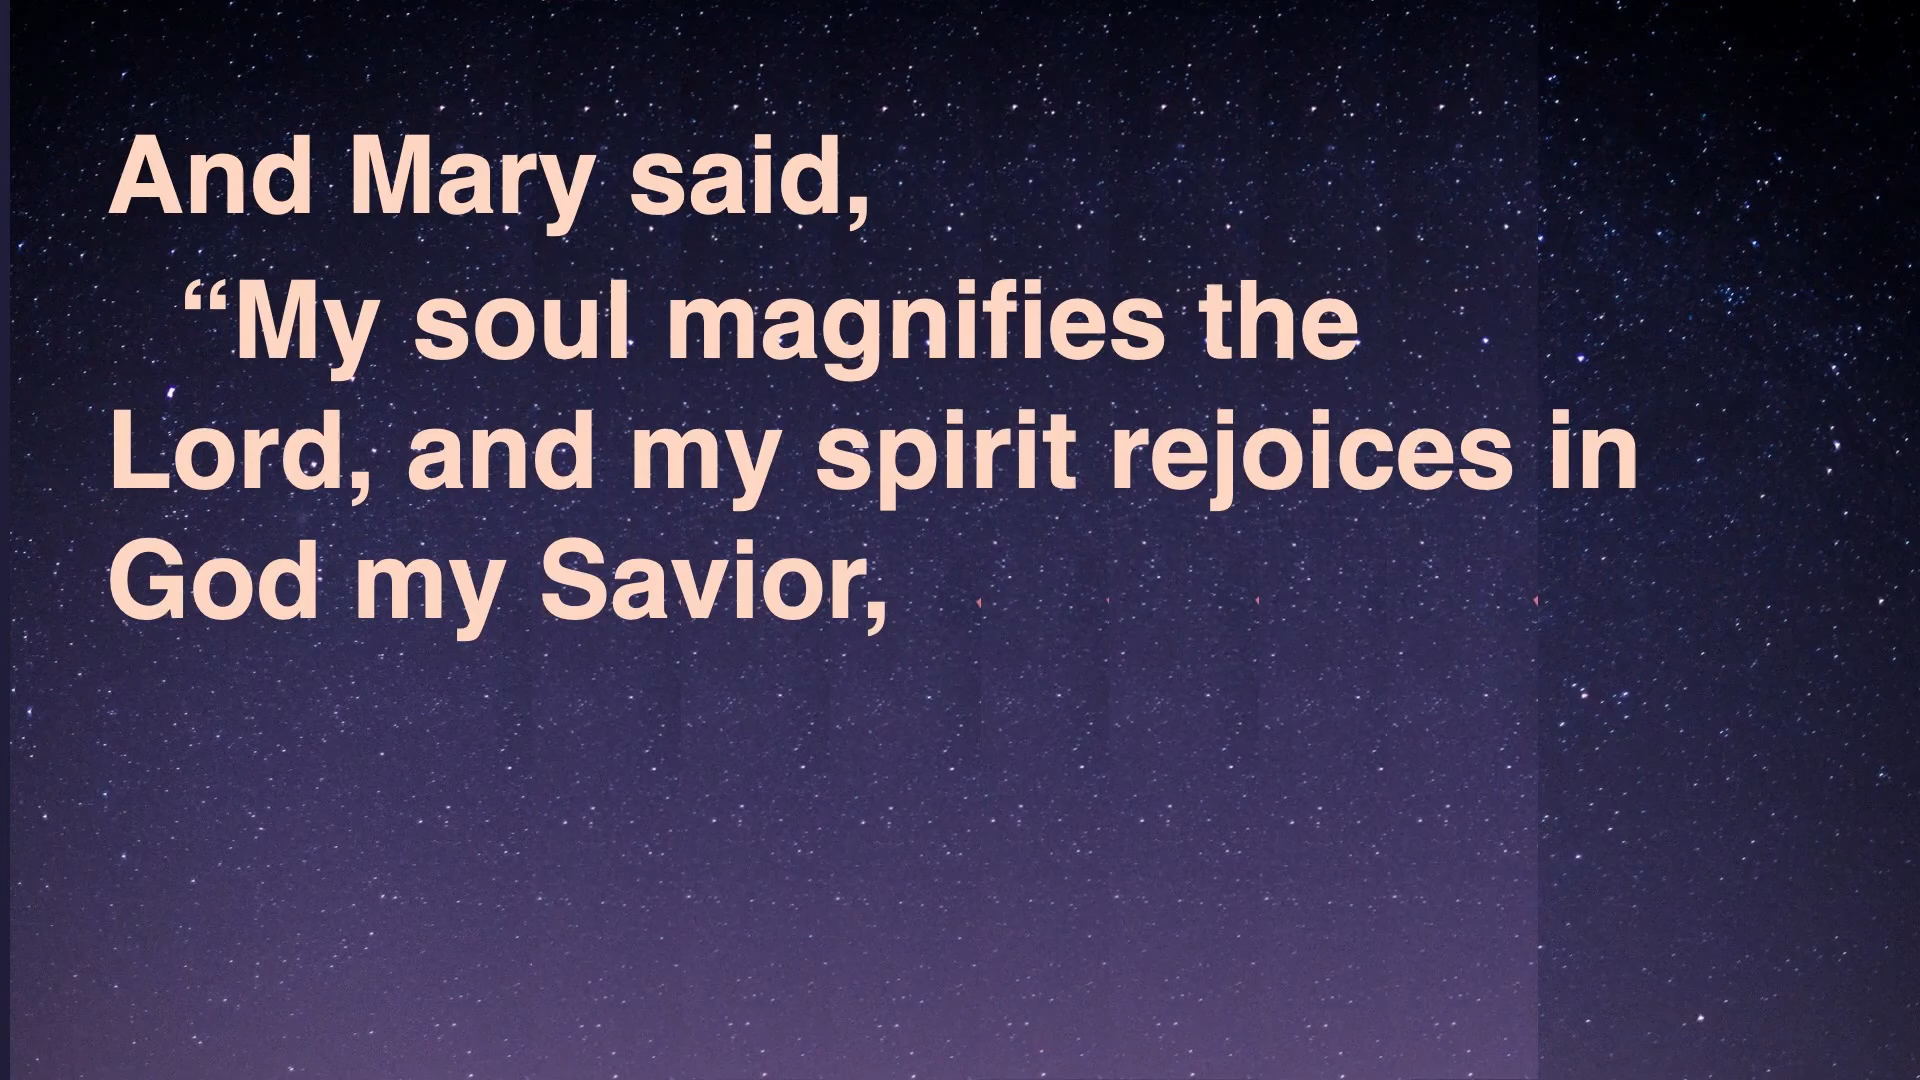 And Mary said,
“My soul magnifies the
Lord, and my spirit rejoices in
God my Savior,